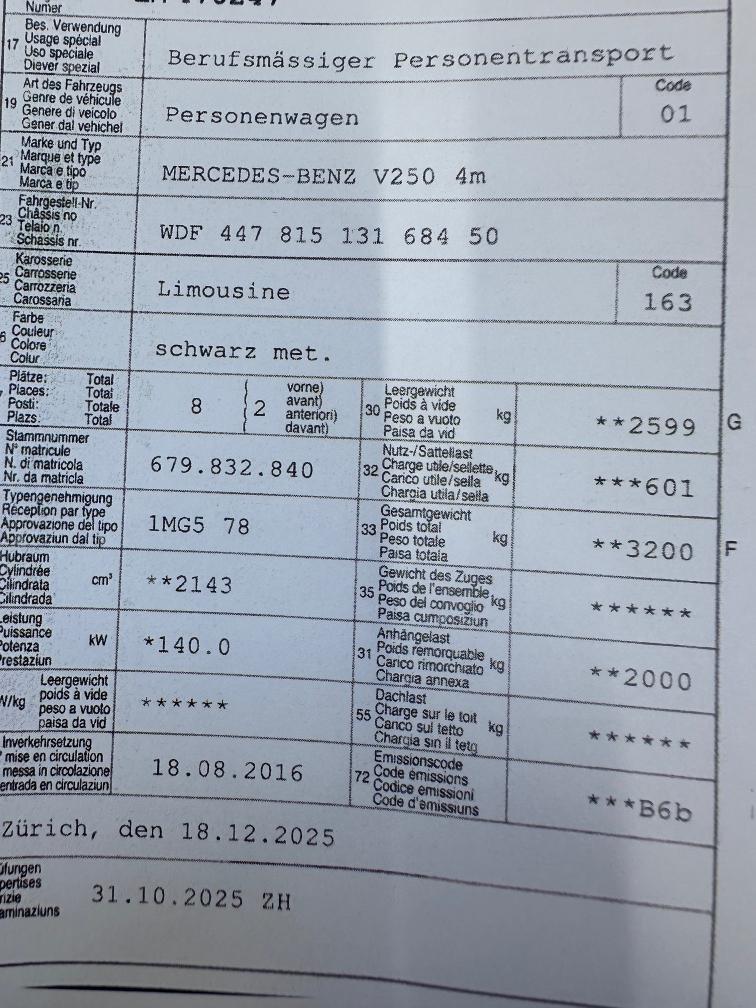 Numer
17 Bes. Verwendung
Usage spécial
Uso speciale
Diever spezial
Berufsmässiger Personentransport
19 Art des Fahrzeugs
Genre de véhicule
Genere di veicolo
Gener dal vehichel
Personenwagen
Code
01
21 Marke und Typ
Marque et type
Marca e tipo
Marca e tip
MERCEDES-BENZ V250 4m
23 Fahrgestell-Nr.
Châssis no
Telaio n.
Schassis nr.
WDF 447 815 131 684 50
25 Karosserie
Carrosserie
Carrozzeria
Carossaria
Limousine
Code
163
6 Farbe
Couleur
Colore
Colur
schwarz met.
Plätze: Total
Places: Total
Posti: Totale
Plazs: Total
8 { 2
vorne)
avant)
anteriori)
davant)
30 Leergewicht
Poids à vide
Peso a vuoto
Paisa da vid
kg
**2599
G
Stammnummer
N° matricule
N. di matricola
Nr. da matricla
679.832.840
32 Nutz-/Sattellast
Charge utile/sellette
Carico utile/sella
Chargia utila/sella
kg
***601
Typengenehmigung
Réception par type
Approvazione del tipo
Approvaziun dal tip
1MG5 78
33 Gesamtgewicht
Poids total
Peso totale
Paisa totala
kg
**3200
F
Hubraum
Cylindrée
Cilindrata
Cilindrada
cm³
**2143
35 Gewicht des Zuges
Poids de l'ensemble
Peso del convoglio
Paisa cumposiziun
kg
******
Leistung
Puissance
Potenza
Prestaziun
kW
*140.0
31 Anhängelast
Poids remorquable
Carico rimorchiato
Chargia annexa
kg
**2000
W/kg
Leergewicht
poids à vide
peso a vuoto
paisa da vid
******
55 Dachlast
Charge sur le toit
Carico sul tetto
Chargia sin il tetg
kg
******
Inverkehrsetzung
mise en circulation
messa in circolazione
entrada en circulaziun
18.08.2016
72 Emissionscode
Code émissions
Codice emissioni
Code d'emissiuns
***B6b
Zürich, den 18.12.2025
31.10.2025 ZH